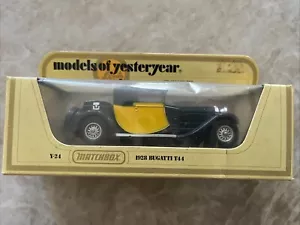 models of yesteryear®
Y-24
MATCHBOX
1928 BUGATTI T44